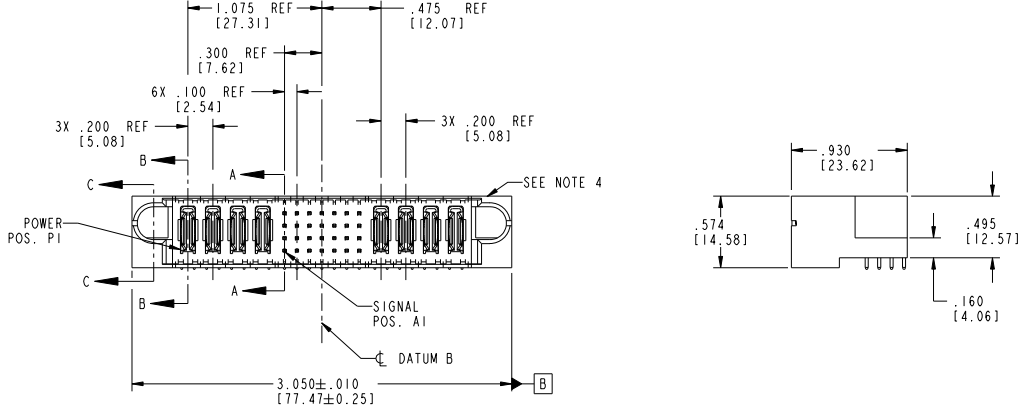 1.075 REF
[27.31]
.475 REF
[12.07]
.300 REF
[7.62]
6X .100 REF
[2.54]
3X .200 REF
[5.08]
3X .200 REF
[5.08]
B
C
A
SEE NOTE 4
POWER
POS. P1
C
B
A
SIGNAL
POS. A1
℄ DATUM B
3.050±.010
[77.47±0.25]
B
.930
[23.62]
.574
[14.58]
.495
[12.57]
.160
[4.06]